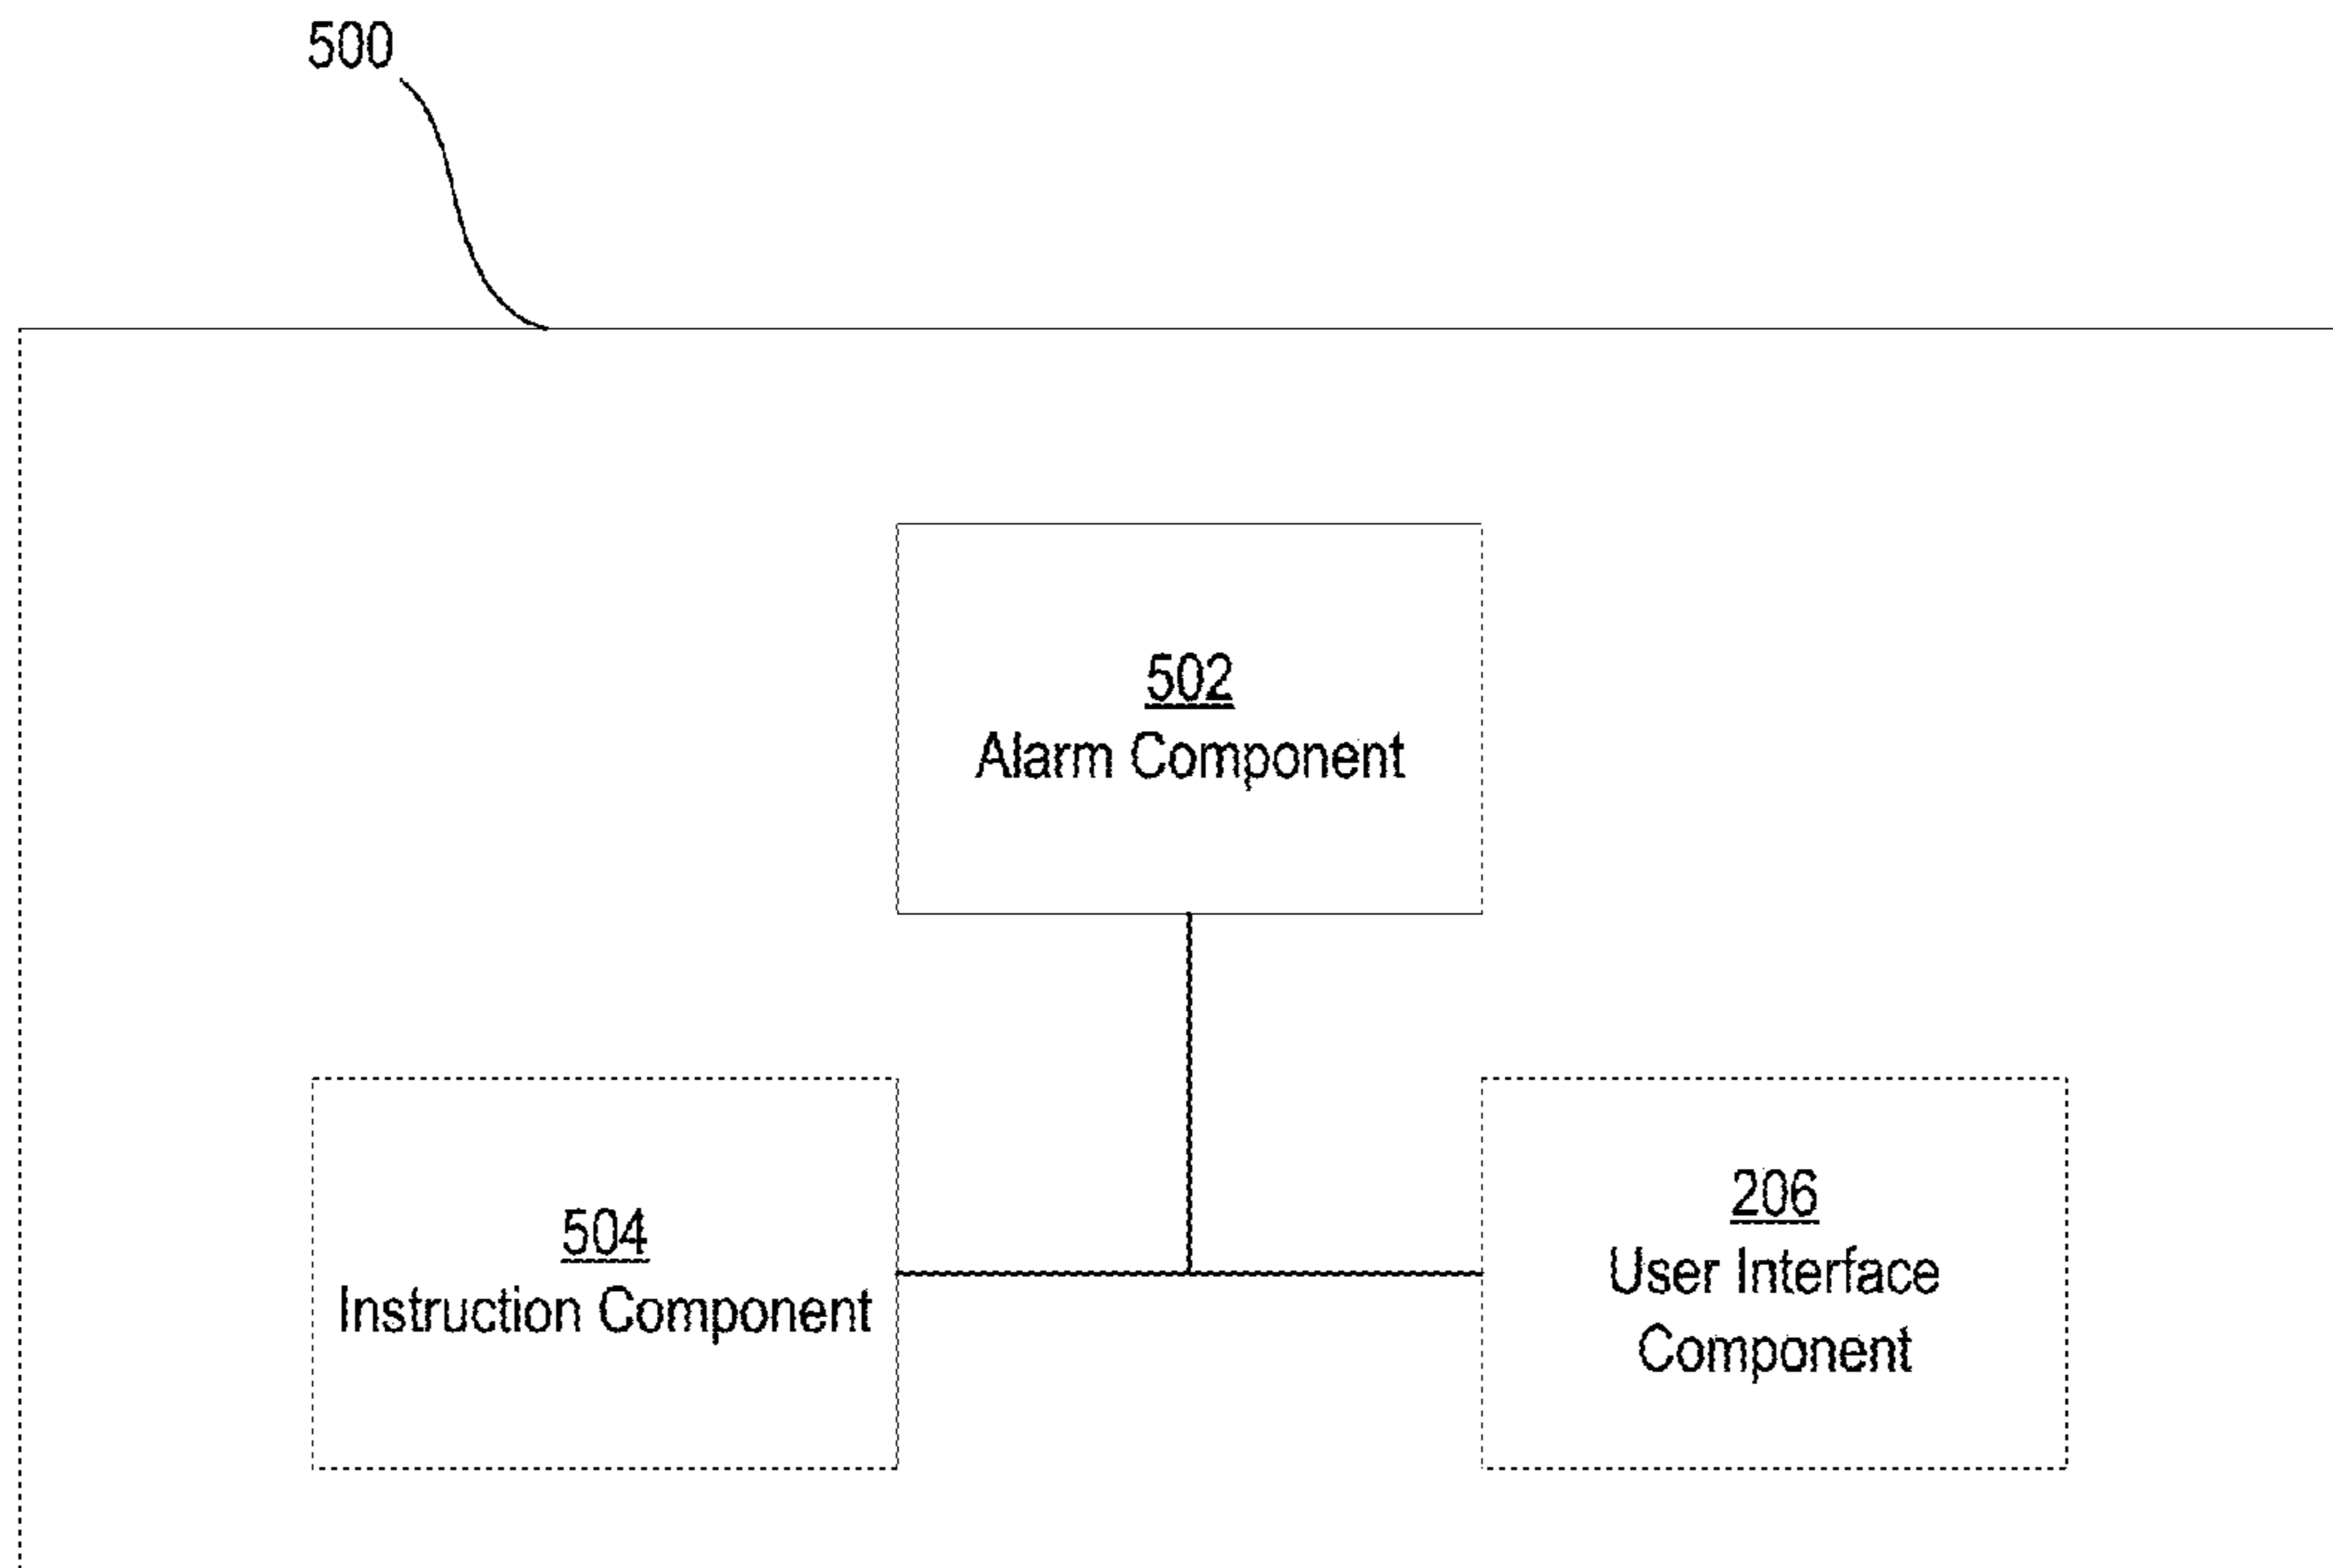 500
502
Alarm Component
504
Instruction Component
206
User Interface
Component